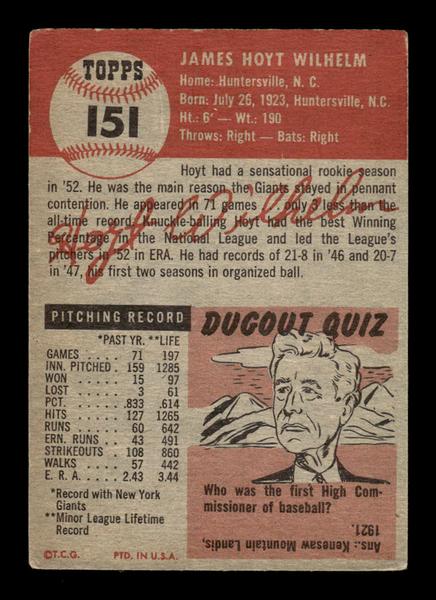 TOPPS
151
JAMES HOYT WILHELM
Home: Huntersville, N. C.
Born: July 26, 1923, Huntersville, N.C.
Ht.: 6' — Wt.: 190
Throws: Right — Bats: Right
Hoyt had a sensational rookie season
in '52. He was the main reason the Giants stayed in pennant
contention. He appeared in 71 games . . . only 3 less than the
all-time record. Knuckle-balling Hoyt had the best Winning
Percentage in the National League and led the League's
pitchers in '52 in ERA. He had records of 21-8 in '46 and 20-7
in '47, his first two seasons in organized ball.
Hoyt Wilhelm
PITCHING RECORD
*PAST YR. **LIFE
GAMES . . . . 71 197
INN. PITCHED . 159 1285
WON . . . . 15 97
LOST . . . . 3 61
PCT. . . . . .833 .614
HITS . . . . 127 1265
RUNS . . . . 60 642
ERN. RUNS . . 43 491
STRIKEOUTS . . 108 860
WALKS . . . 57 442
E. R. A. . . . 2.43 3.44
*Record with New York
Giants
**Minor League Lifetime
Record
©T.C.G. PTD. IN U.S.A.
DUGOUT QUIZ
Who was the first High Com-
missioner of baseball?
Ans.: Kenesaw Mountain Landis,
1921.